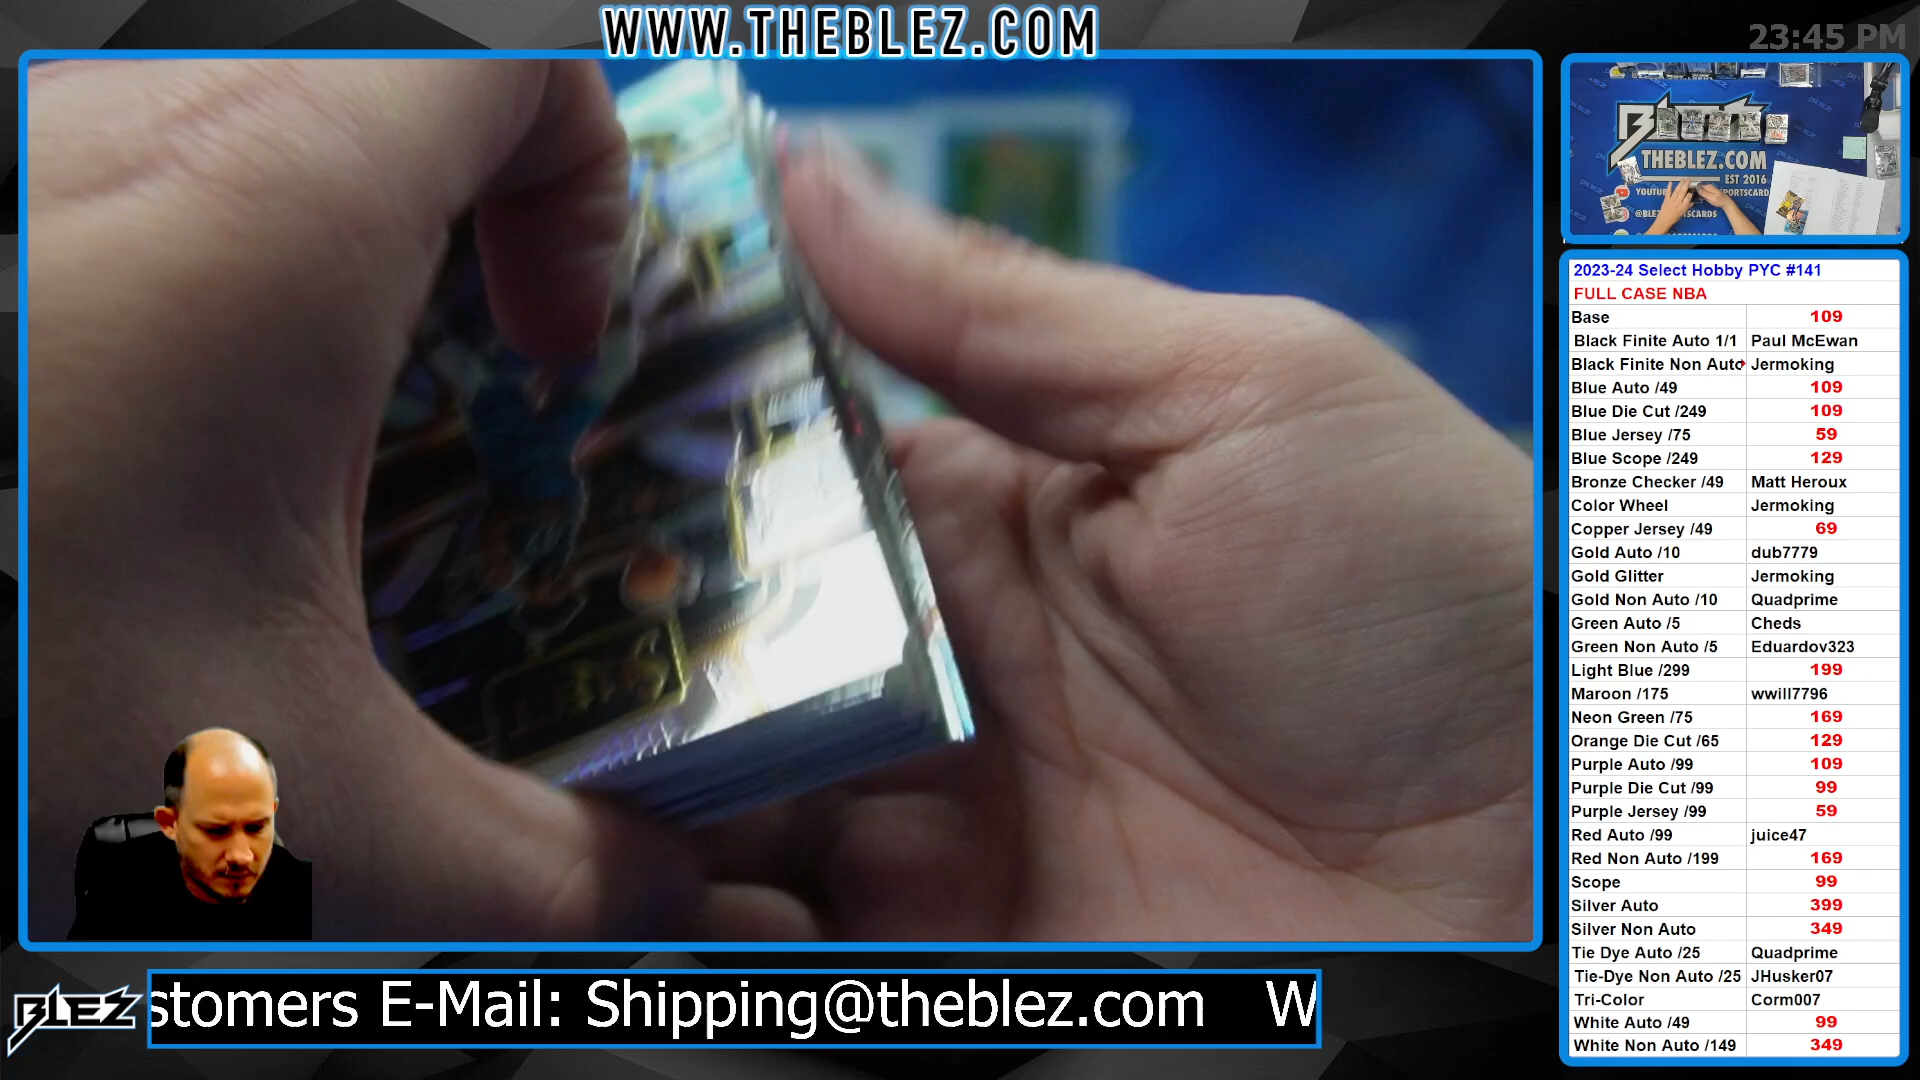 WWW.THEBLEZ.COM
23:45 PM
THEBLEZ.COM
EST 2016
2023-24 Select Hobby PYC #141
FULL CASE NBA
Base 109
Black Finite Auto 1/1 Paul McEwan
Black Finite Non Auto Jermoking
Blue Auto /49 109
Blue Die Cut /249 109
Blue Jersey /75 59
Blue Scope /249 129
Bronze Checker /49 Matt Heroux
Color Wheel Jermoking
Copper Jersey /49 69
Gold Auto /10 dub7779
Gold Glitter Jermoking
Gold Non Auto /10 Quadprime
Green Auto /5 Cheds
Green Non Auto /5 Eduardov323
Light Blue /299 199
Maroon /175 wwill7796
Neon Green /75 169
Orange Die Cut /65 129
Purple Auto /99 109
Purple Die Cut /99 99
Purple Jersey /99 59
Red Auto /99 juice47
Red Non Auto /199 169
Scope 99
Silver Auto 399
Silver Non Auto 349
Tie Dye Auto /25 Quadprime
Tie-Dye Non Auto /25 JHusker07
Tri-Color Corm007
White Auto /49 99
White Non Auto /149 349
BLEZ
stomers E-Mail: Shipping@theblez.com W